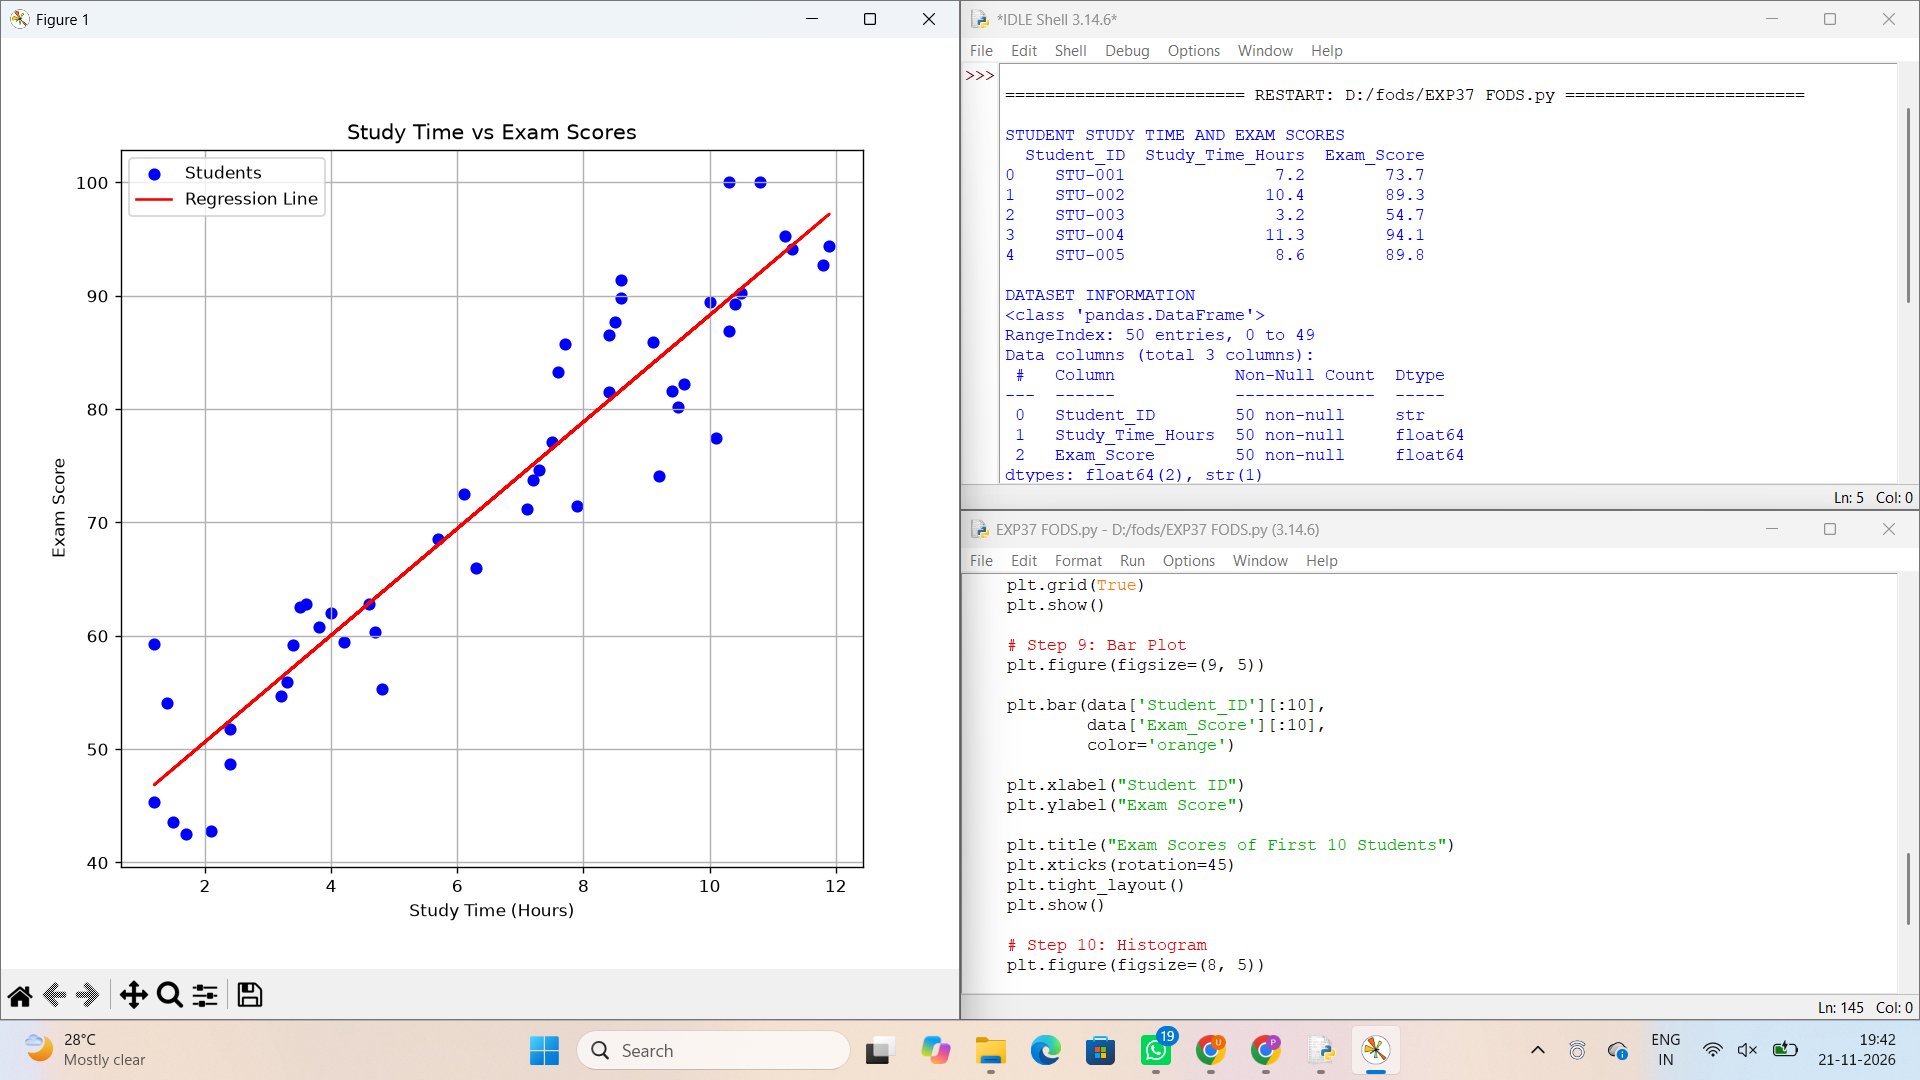 Figure 1
Study Time vs Exam Scores
Students
Regression Line
100
90
80
70
60
50
40
Exam Score
2 4 6 8 10 12
Study Time (Hours)
*IDLE Shell 3.14.6*
File Edit Shell Debug Options Window Help
>>>
======================== RESTART: D:/fods/EXP37 FODS.py ========================
STUDENT STUDY TIME AND EXAM SCORES
  Student_ID  Study_Time_Hours  Exam_Score
0    STU-001               7.2        73.7
1    STU-002              10.4        89.3
2    STU-003               3.2        54.7
3    STU-004              11.3        94.1
4    STU-005               8.6        89.8
DATASET INFORMATION
<class 'pandas.DataFrame'>
RangeIndex: 50 entries, 0 to 49
Data columns (total 3 columns):
 #   Column            Non-Null Count  Dtype
---  ------            --------------  -----
 0   Student_ID        50 non-null     str
 1   Study_Time_Hours  50 non-null     float64
 2   Exam_Score        50 non-null     float64
dtypes: float64(2), str(1)
Ln: 5 Col: 0
EXP37 FODS.py - D:/fods/EXP37 FODS.py (3.14.6)
File Edit Format Run Options Window Help
plt.grid(True)
plt.show()
# Step 9: Bar Plot
plt.figure(figsize=(9, 5))
plt.bar(data['Student_ID'][:10],
        data['Exam_Score'][:10],
        color='orange')
plt.xlabel("Student ID")
plt.ylabel("Exam Score")
plt.title("Exam Scores of First 10 Students")
plt.xticks(rotation=45)
plt.tight_layout()
plt.show()
# Step 10: Histogram
plt.figure(figsize=(8, 5))
Ln: 145 Col: 0
28°C
Mostly clear
Search
19
U
P
ENG
IN
19:42
21-11-2026